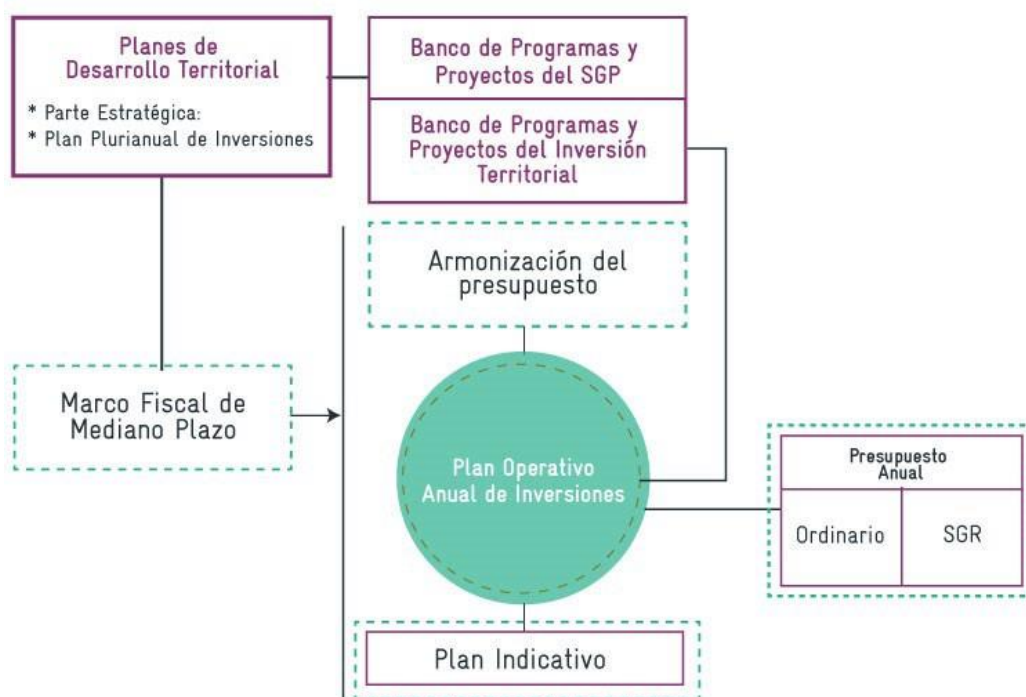 Planes de
Desarrollo Territorial
* Parte Estratégica:
* Plan Plurianual de Inversiones
Banco de Programas y
Proyectos del SGP
Banco de Programas y
Proyectos del Inversión
Territorial
Armonización del
presupuesto
Marco Fiscal de
Mediano Plazo
Plan Operativo
Anual de Inversiones
Presupuesto
Anual
Ordinario
SGR
Plan Indicativo